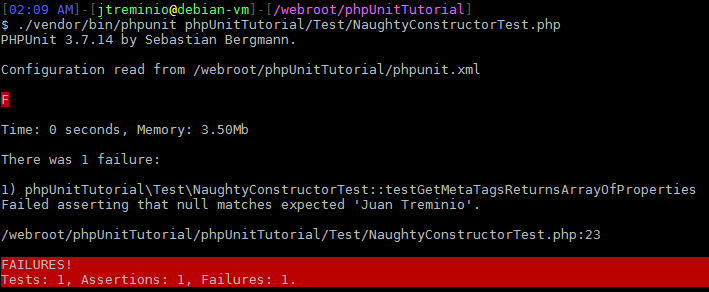 [02:09 AM]-[jtreminio@debian-vm]-[/webroot/phpUnitTutorial]
$ ./vendor/bin/phpunit phpUnitTutorial/Test/NaughtyConstructorTest.php
PHPUnit 3.7.14 by Sebastian Bergmann.
Configuration read from /webroot/phpUnitTutorial/phpunit.xml
F
Time: 0 seconds, Memory: 3.50Mb
There was 1 failure:
1) phpUnitTutorial\Test\NaughtyConstructorTest::testGetMetaTagsReturnsArrayOfProperties
Failed asserting that null matches expected 'Juan Treminio'.
/webroot/phpUnitTutorial/phpUnitTutorial/Test/NaughtyConstructorTest.php:23
FAILURES!
Tests: 1, Assertions: 1, Failures: 1.